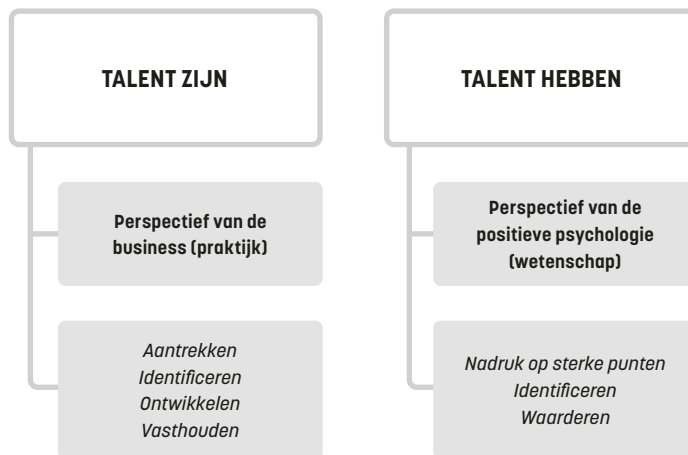 TALENT ZIJN
Perspectief van de
business (praktijk)
Aantrekken
Identificeren
Ontwikkelen
Vasthouden
TALENT HEBBEN
Perspectief van de
positieve psychologie
(wetenschap)
Nadruk op sterke punten
Identificeren
Waarderen